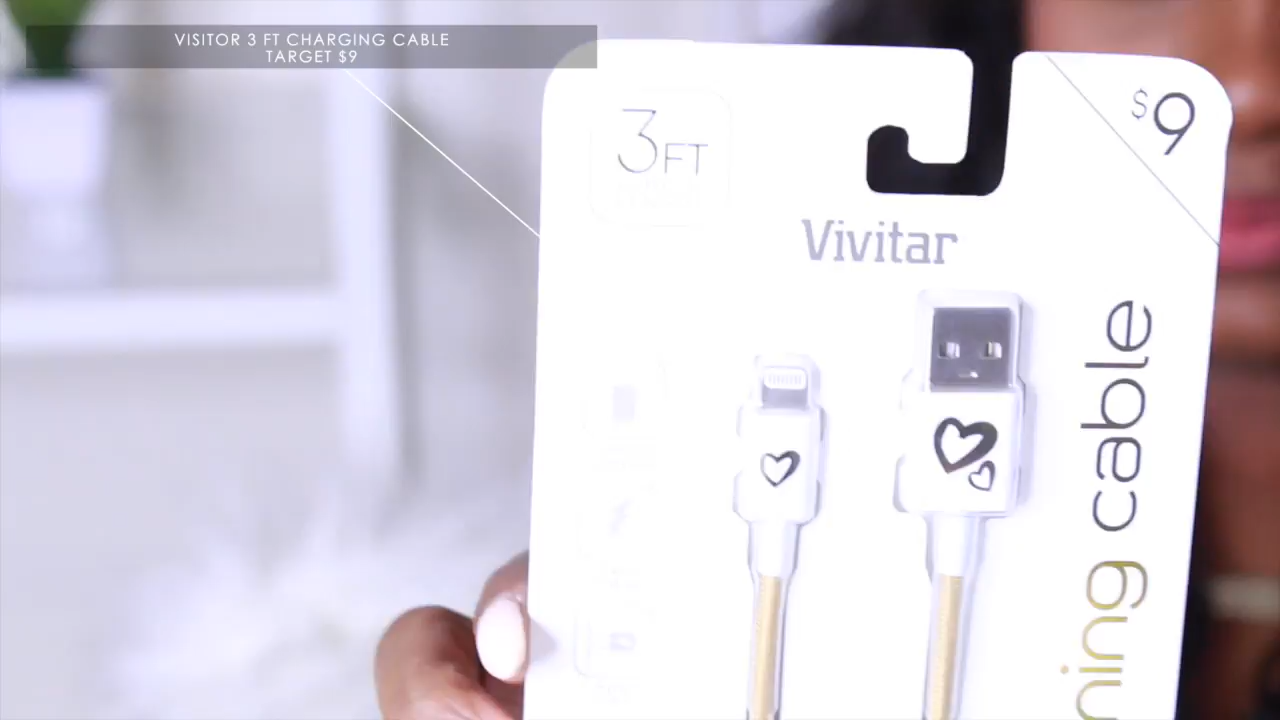 VISITOR 3 FT CHARGING CABLE
TARGET $9
3FT
$9
Vivitar
ning cable